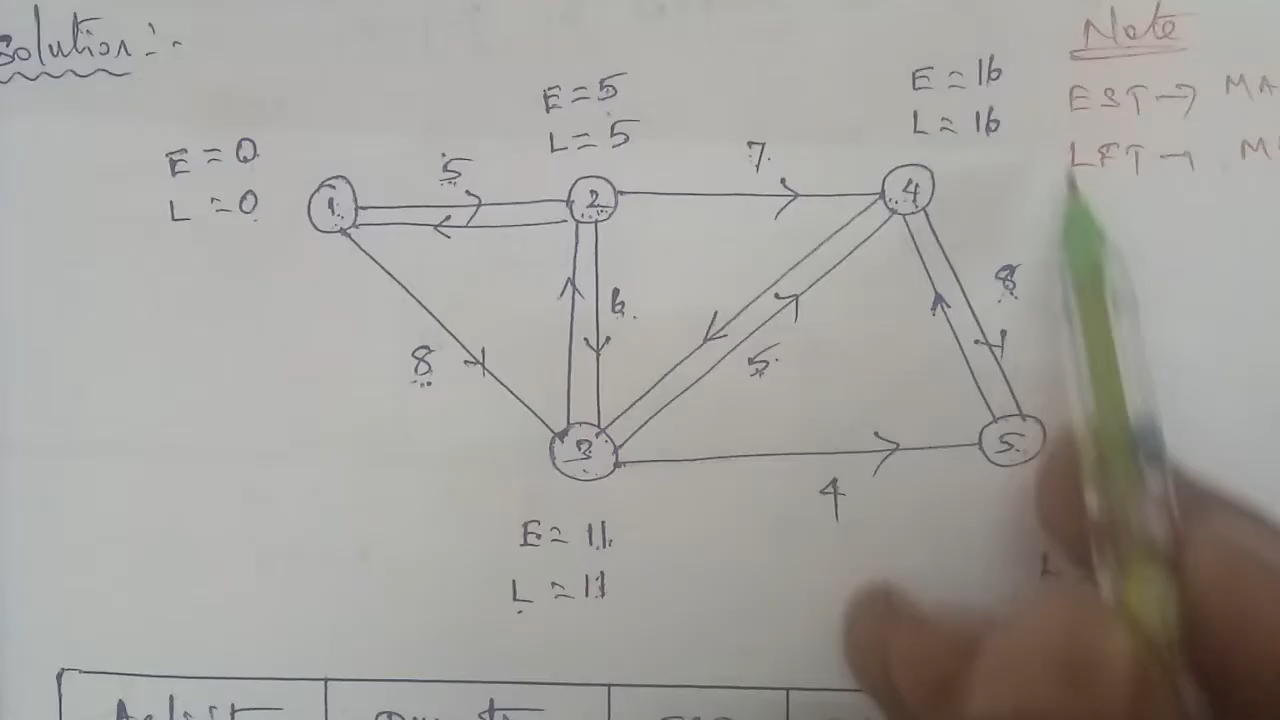 Solution :-
Note
E = 16
L = 16
EST →
LFT →
E = 5
L = 5
E = 0
L = 0
5
7
1
2
4
6
8
8
5
3
5
4
E = 11
L = 11
L